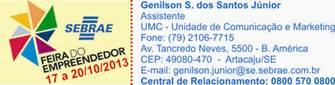 SEBRAE
FEIRA DO
EMPREENDEDOR
17 a 20/10/2013
Genilson S. dos Santos Júnior
Assistente
UMC - Unidade de Comunicação e Marketing
Fone: (79) 2106-7715
Av. Tancredo Neves, 5500 - B. América
CEP: 49080-470 - Artacaju/SE
E-mail: genilson.junior@se.sebrae.com.br
Central de Relacionamento: 0800 570 0800